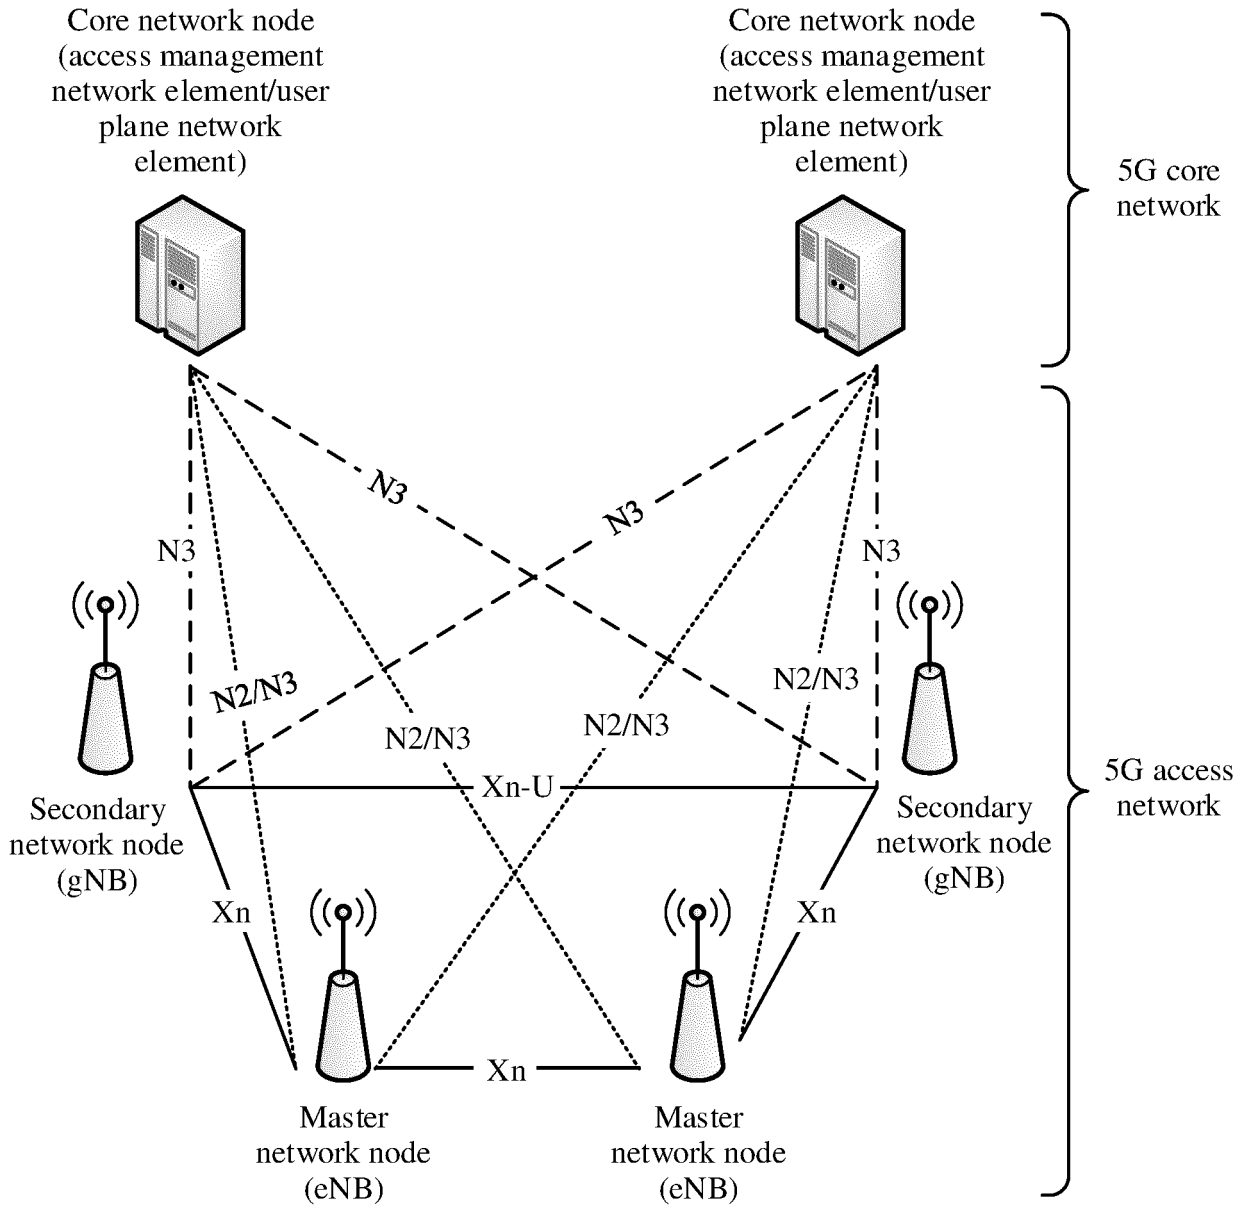 Core network node
(access management
network element/user
plane network
element)
Core network node
(access management
network element/user
plane network
element)
5G core
network
N3
N3
N3
N3
N2/N3
N2/N3
N2/N3
N2/N3
Xn-U
Secondary
network node
(gNB)
Secondary
network node
(gNB)
5G access
network
Xn
Xn
Xn
Master
network node
(eNB)
Master
network node
(eNB)